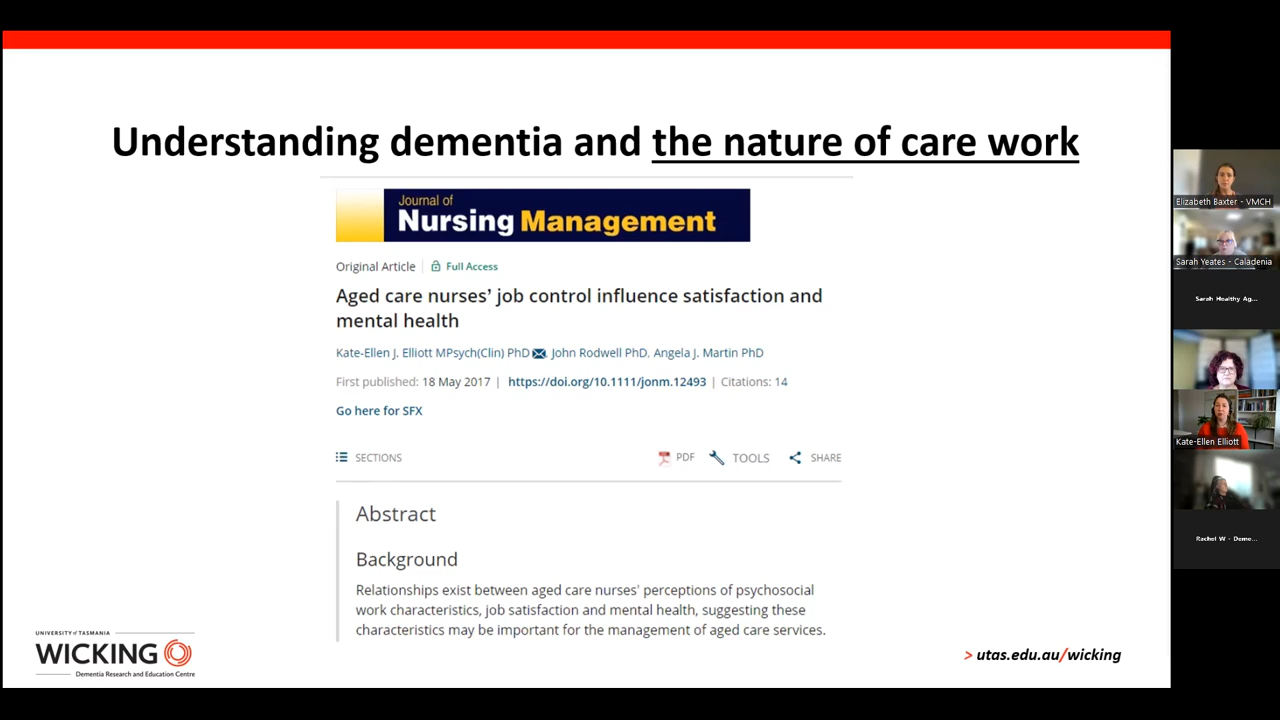 Understanding dementia and the nature of care work
Journal of
Nursing Management
Original Article | Full Access
Aged care nurses’ job control influence satisfaction and
mental health
Kate-Ellen J. Elliott MPsych(Clin) PhD, John Rodwell PhD, Angela J. Martin PhD
First published: 18 May 2017 | https://doi.org/10.1111/jonm.12493 | Citations: 14
Go here for SFX
SECTIONS
PDF TOOLS SHARE
Abstract
Background
Relationships exist between aged care nurses' perceptions of psychosocial
work characteristics, job satisfaction and mental health, suggesting these
characteristics may be important for the management of aged care services.
UNIVERSITY of TASMANIA
WICKING
Dementia Research and Education Centre
> utas.edu.au/wicking
Elizabeth Baxter - VMCH
Sarah Yeates - Caladenia
Sarah Healthy Ag...
Kate-Ellen Elliott
Rachel W - Deme...